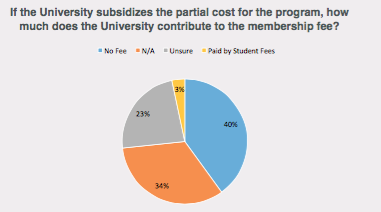 If the University subsidizes the partial cost for the program, how
much does the University contribute to the membership fee?
No Fee N/A Unsure Paid by Student Fees
3%
23%
40%
34%